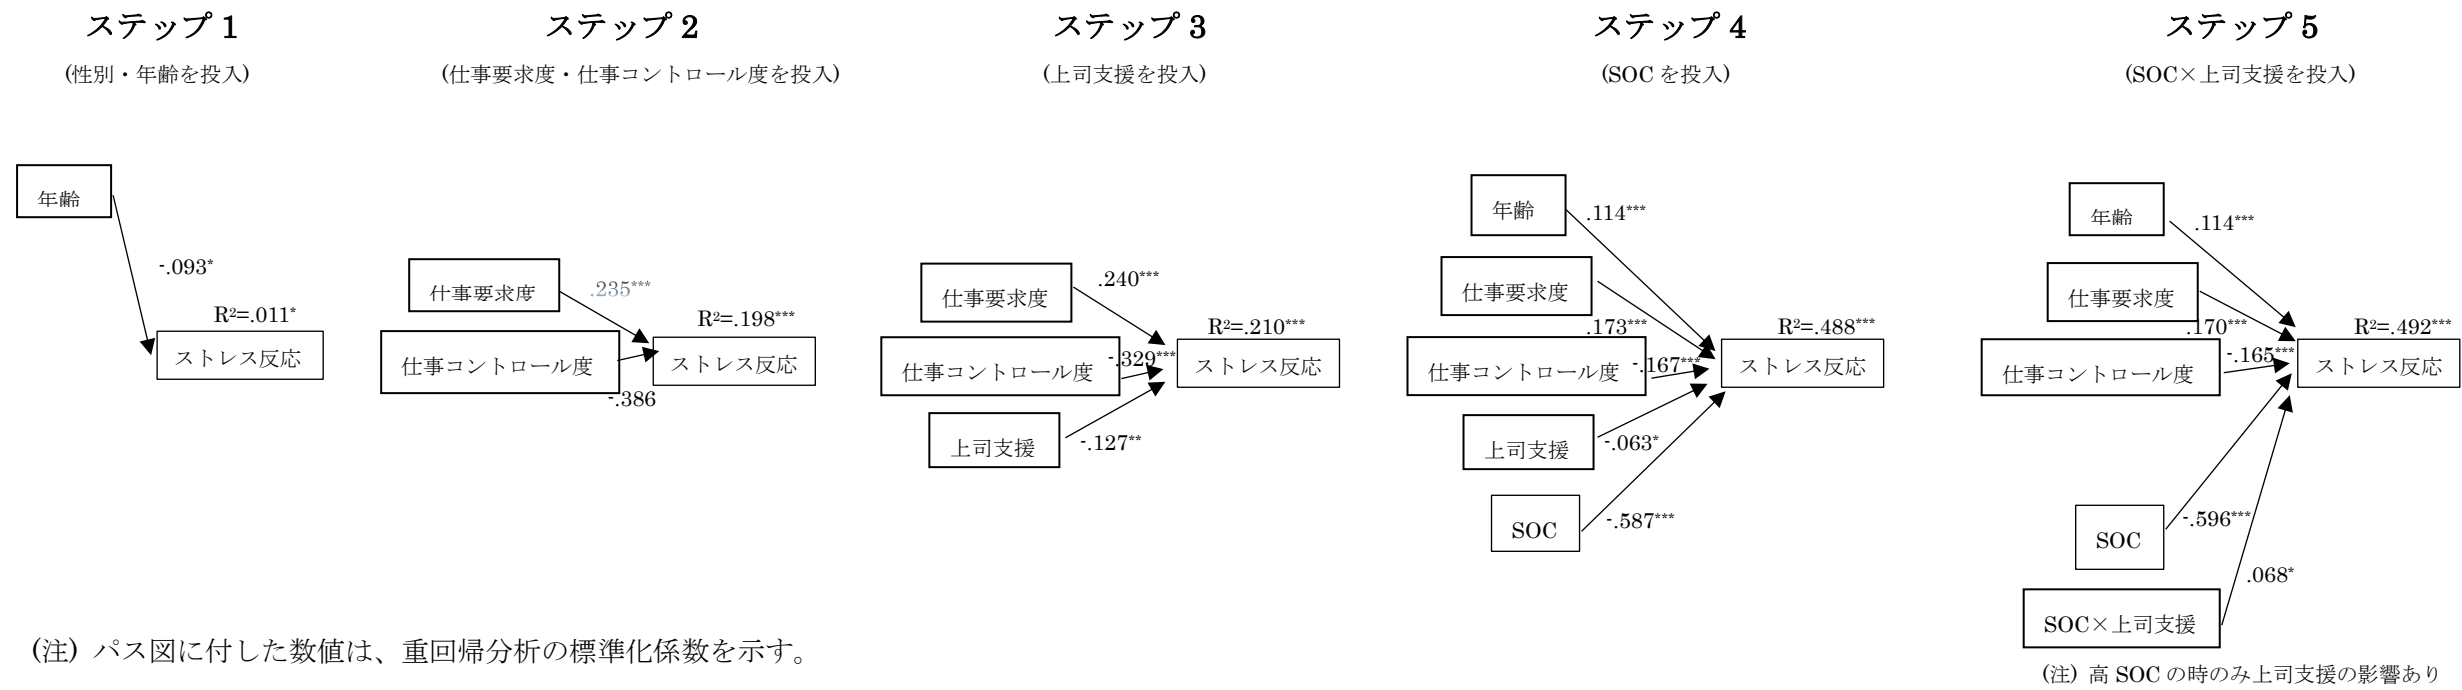 ステップ 1
(性別・年齢を投入)
年齢
-.093*
R²=.011*
ストレス反応
ステップ 2
(仕事要求度・仕事コントロール度を投入)
仕事要求度
.235***
R²=.198***
仕事コントロール度
ストレス反応
-.386
ステップ 3
(上司支援を投入)
仕事要求度
.240***
R²=.210***
仕事コントロール度
-.329***
ストレス反応
上司支援
-.127**
ステップ 4
(SOC を投入)
年齢
.114***
仕事要求度
.173***
R²=.488***
仕事コントロール度
-.167***
ストレス反応
上司支援
-.063*
SOC
-.587***
ステップ 5
(SOC×上司支援を投入)
年齢
.114***
仕事要求度
.170***
R²=.492***
仕事コントロール度
-.165***
ストレス反応
SOC
-.596***
.068*
SOC×上司支援
(注) 高 SOC の時のみ上司支援の影響あり
(注) パス図に付した数値は、重回帰分析の標準化係数を示す。